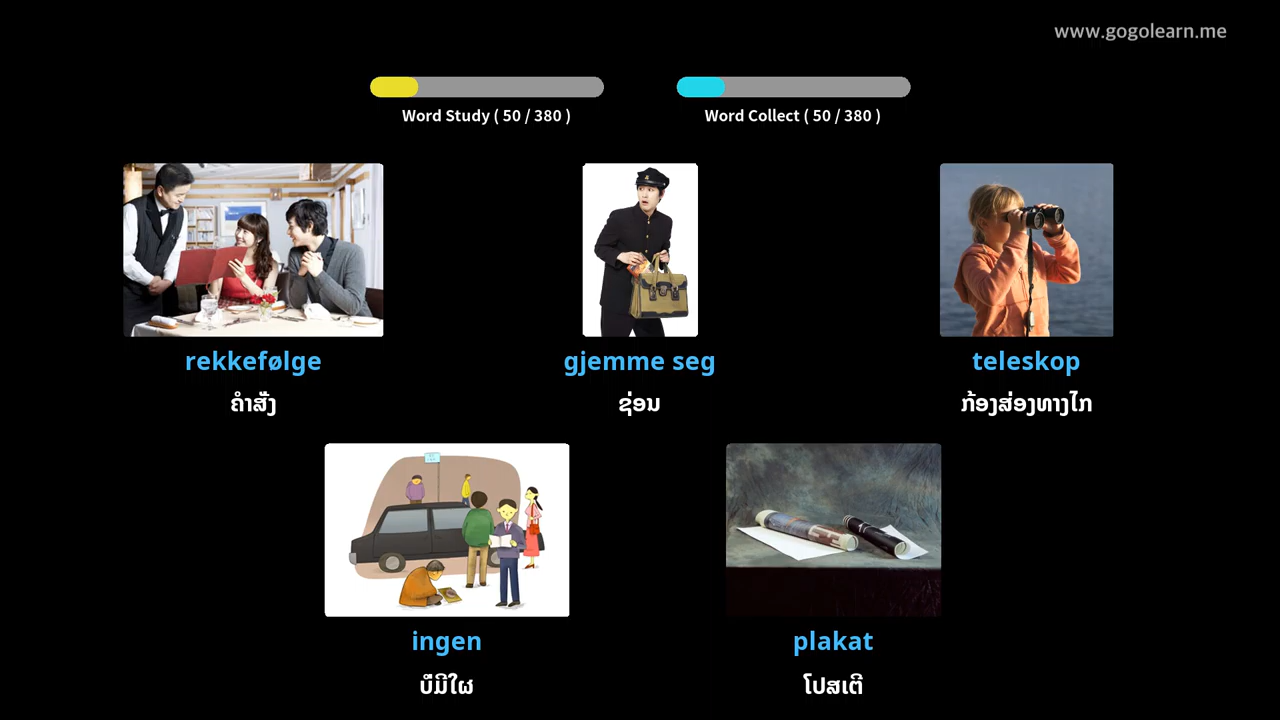 www.gogolearn.me
Word Study ( 50 / 380 )
Word Collect ( 50 / 380 )
rekkefølge
ຄຳສັ່ງ
gjemme seg
ຊ່ອນ
teleskop
ກ້ອງສ່ອງທາງໄກ
ingen
ບໍ່ມີໃຜ
plakat
ໂປສເຕີ